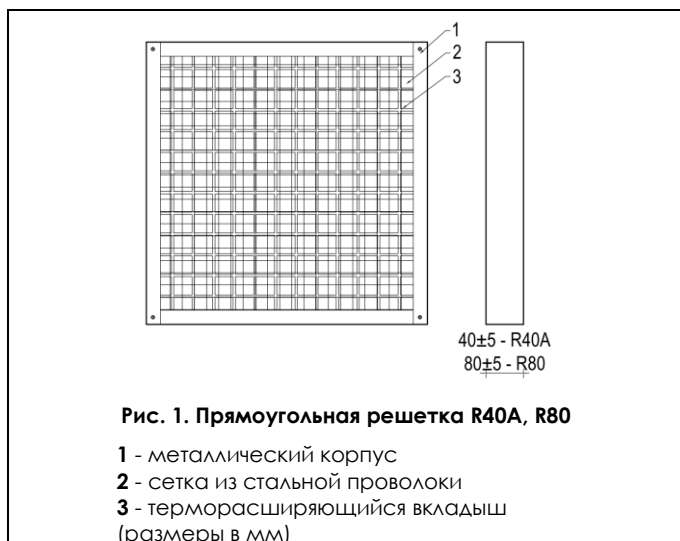 1
2
3
40±5 - R40A
80±5 - R80
Рис. 1. Прямоугольная решетка R40A, R80
1 - металлический корпус
2 - сетка из стальной проволоки
3 - терморасширяющийся вкладыш
(размеры в мм)